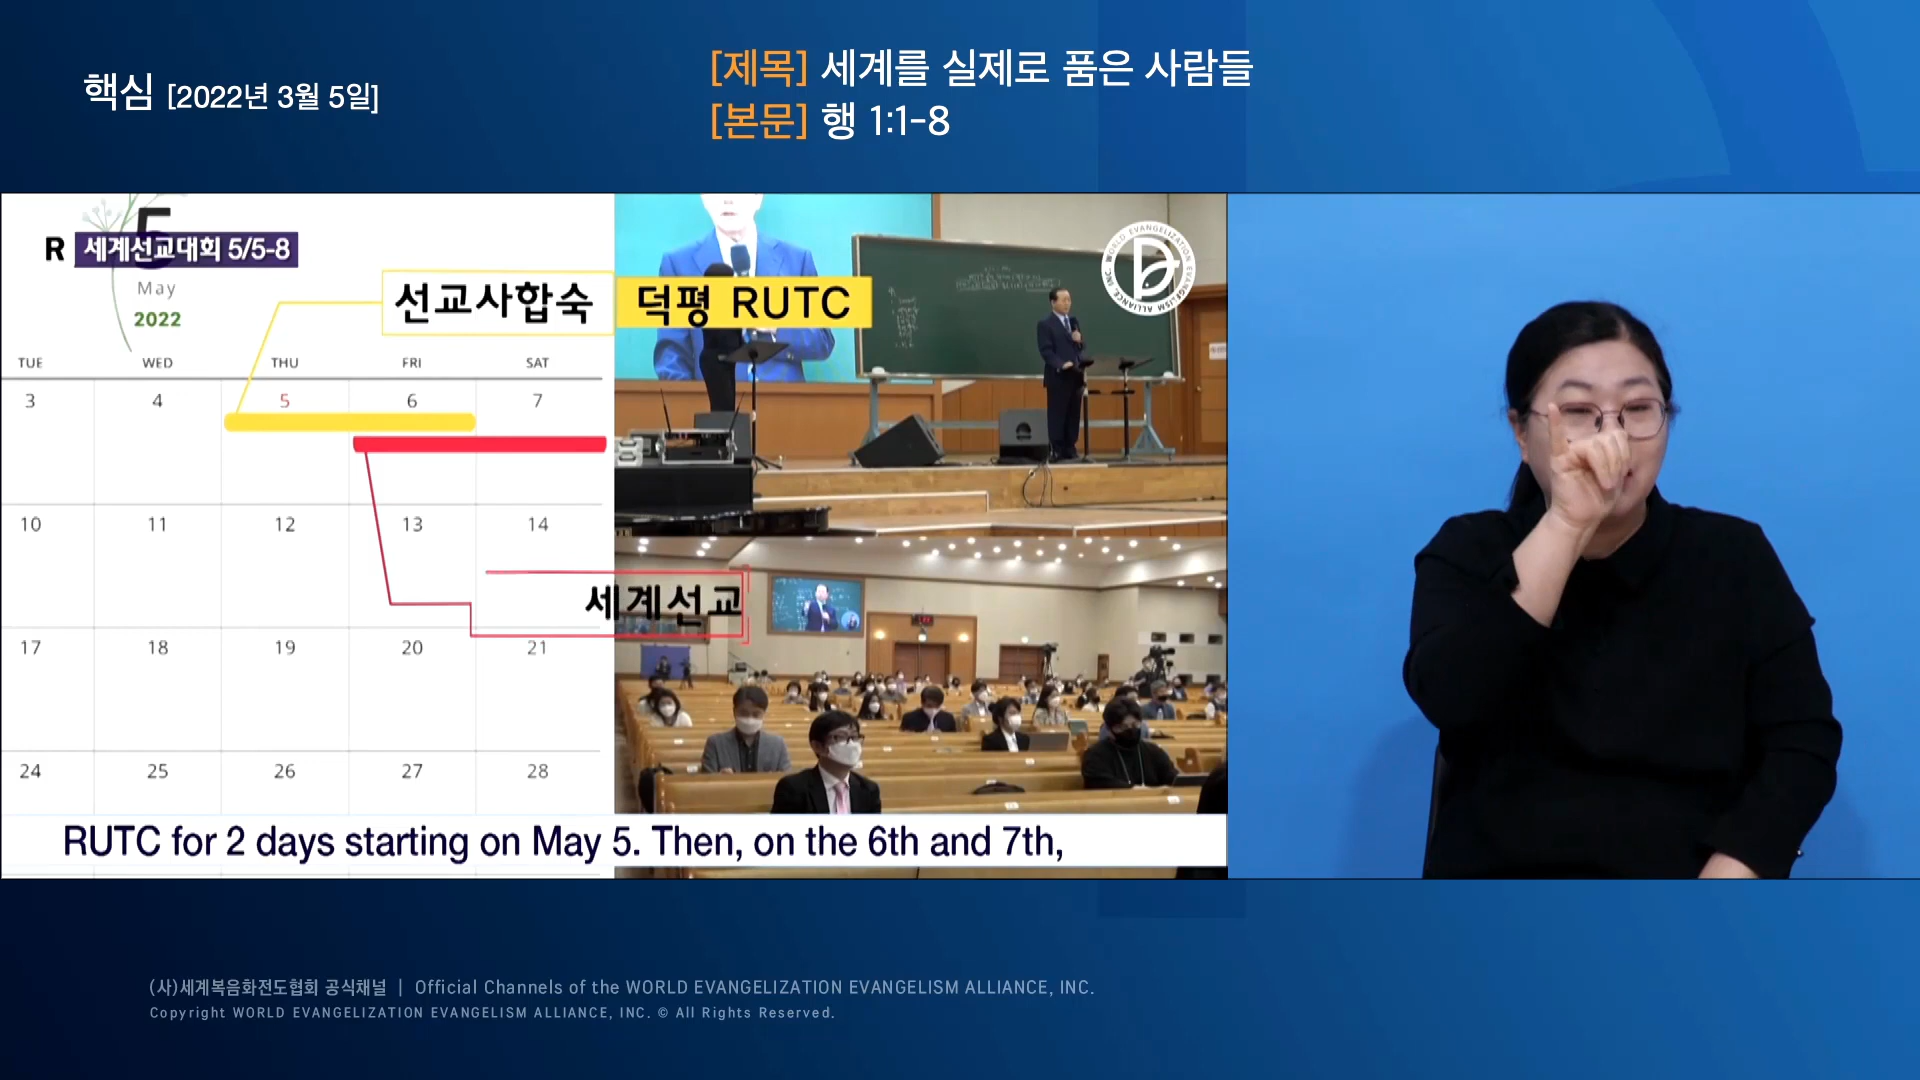 핵심 [2022년 3월 5일]
[제목] 세계를 실제로 품은 사람들
[본문] 행 1:1-8
5
R 세계선교대회 5/5-8
May
2022
선교사합숙 덕평 RUTC
WORLD EVANGELIZATION EVANGELISM ALLIANCE, INC.
TUE WED THU FRI SAT
3 4 5 6 7
10 11 12 13 14
세계선교
17 18 19 20 21
24 25 26 27 28
RUTC for 2 days starting on May 5. Then, on the 6th and 7th,
(사)세계복음화전도협회 공식채널 | Official Channels of the WORLD EVANGELIZATION EVANGELISM ALLIANCE, INC.
Copyright WORLD EVANGELIZATION EVANGELISM ALLIANCE, INC. © All Rights Reserved.